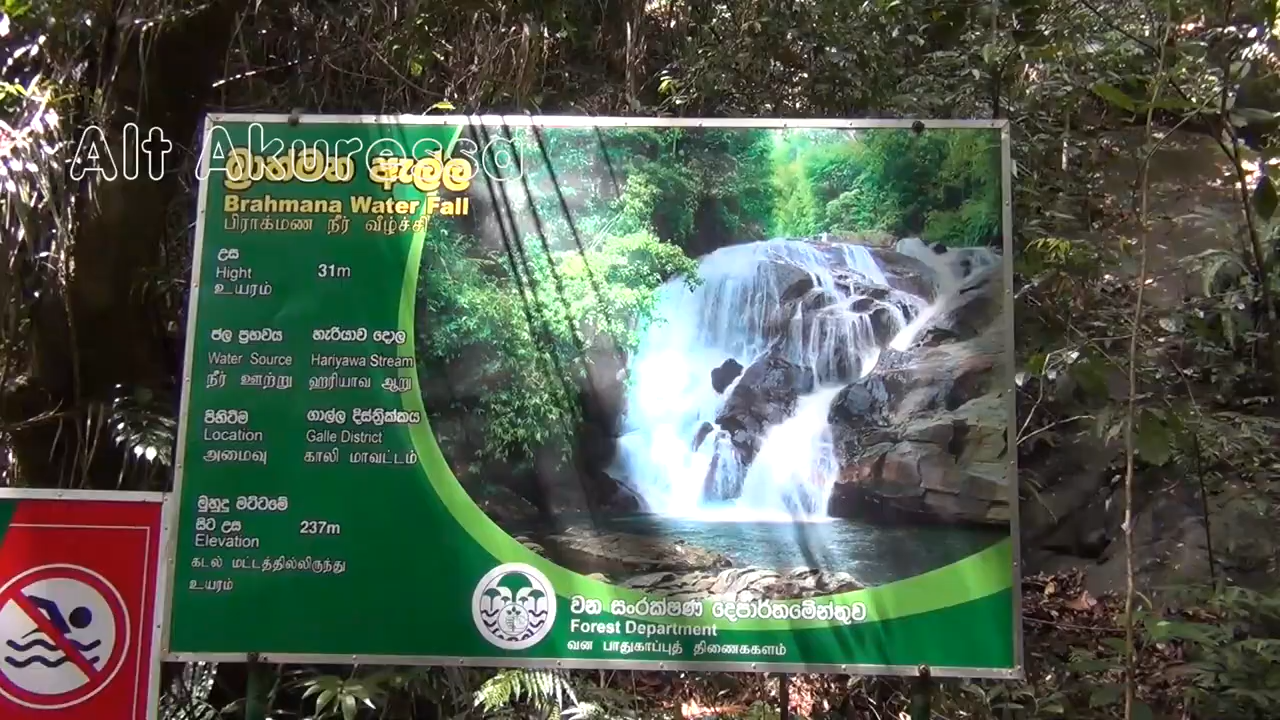 Alt Akuressa
බ්‍රාහ්මණ ඇල්ල
Brahmana Water Fall
பிராக்மண நீர் வீழ்ச்சி
උස
Hight 31m
உயரம்
ජල ප්‍රභවය හැරියාව දොල
Water Source Hariyawa Stream
நீர் ஊற்று ஹரியாவ ஆறு
පිහිටීම ගාල්ල දිස්ත්‍රික්කය
Location Galle District
அமைவு காலி மாவட்டம்
මුහුදු මට්ටමේ
සිට උස 237m
Elevation
கடல் மட்டத்திலிருந்து
உயரம்
වන සංරක්ෂණ දෙපාර්තමේන්තුව
Forest Department
வன பாதுகாப்புத் திணைககளம்